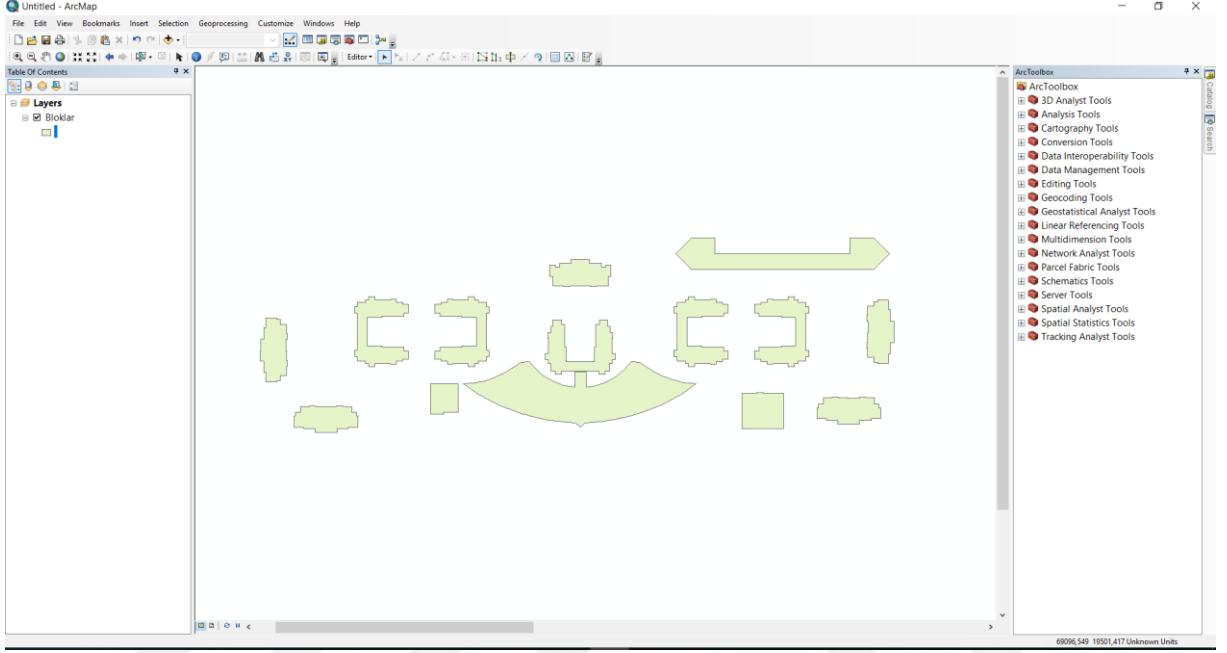 Untitled - ArcMap
File Edit View Bookmarks Insert Selection Geoprocessing Customize Windows Help
Editor
Table Of Contents
Layers
Bloklar
ArcToolbox
ArcToolbox
3D Analyst Tools
Analysis Tools
Cartography Tools
Conversion Tools
Data Interoperability Tools
Data Management Tools
Editing Tools
Geocoding Tools
Geostatistical Analyst Tools
Linear Referencing Tools
Multidimension Tools
Network Analyst Tools
Parcel Fabric Tools
Schematics Tools
Server Tools
Spatial Analyst Tools
Spatial Statistics Tools
Tracking Analyst Tools
Catalog
Search
69096,549 19501,417 Unknown Units